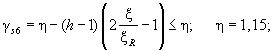 γ_{s6} = η − (h − 1)(2 ξ/ξ_R − 1) ≤ η;   η = 1,15;